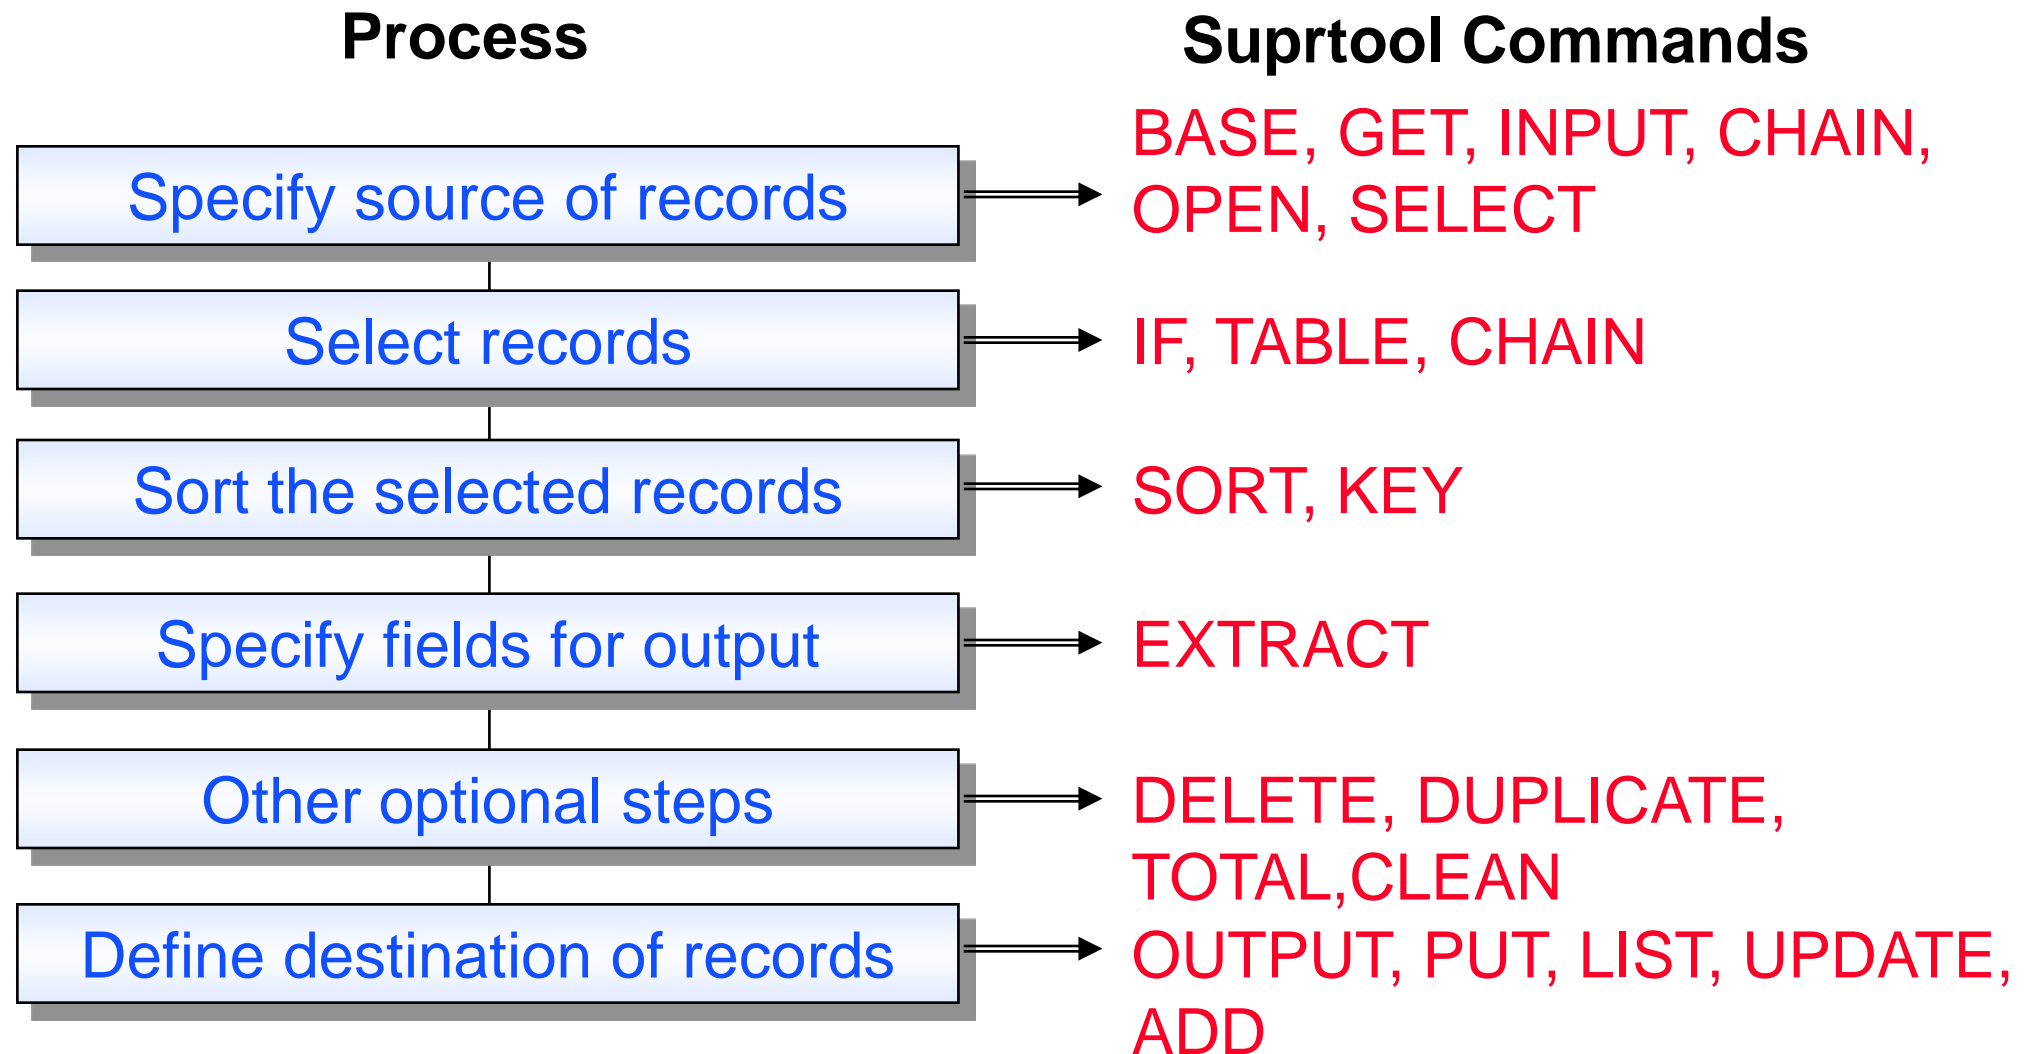 Process
Suprtool Commands
Specify source of records
BASE, GET, INPUT, CHAIN,
OPEN, SELECT
Select records
IF, TABLE, CHAIN
Sort the selected records
SORT, KEY
Specify fields for output
EXTRACT
Other optional steps
DELETE, DUPLICATE,
TOTAL,CLEAN
Define destination of records
OUTPUT, PUT, LIST, UPDATE,
ADD